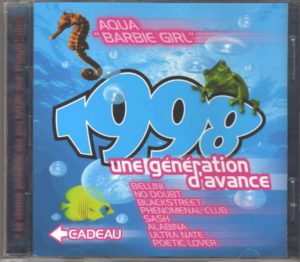 AQUA
"BARBIE GIRL"
1998
une génération
d'avance
BELLINI
NO DOUBT
BLACKSTREET
PHENOMENAL CLUB
SASH
ALABINA
ULTRA NATE
POETIC LOVER
CADEAU